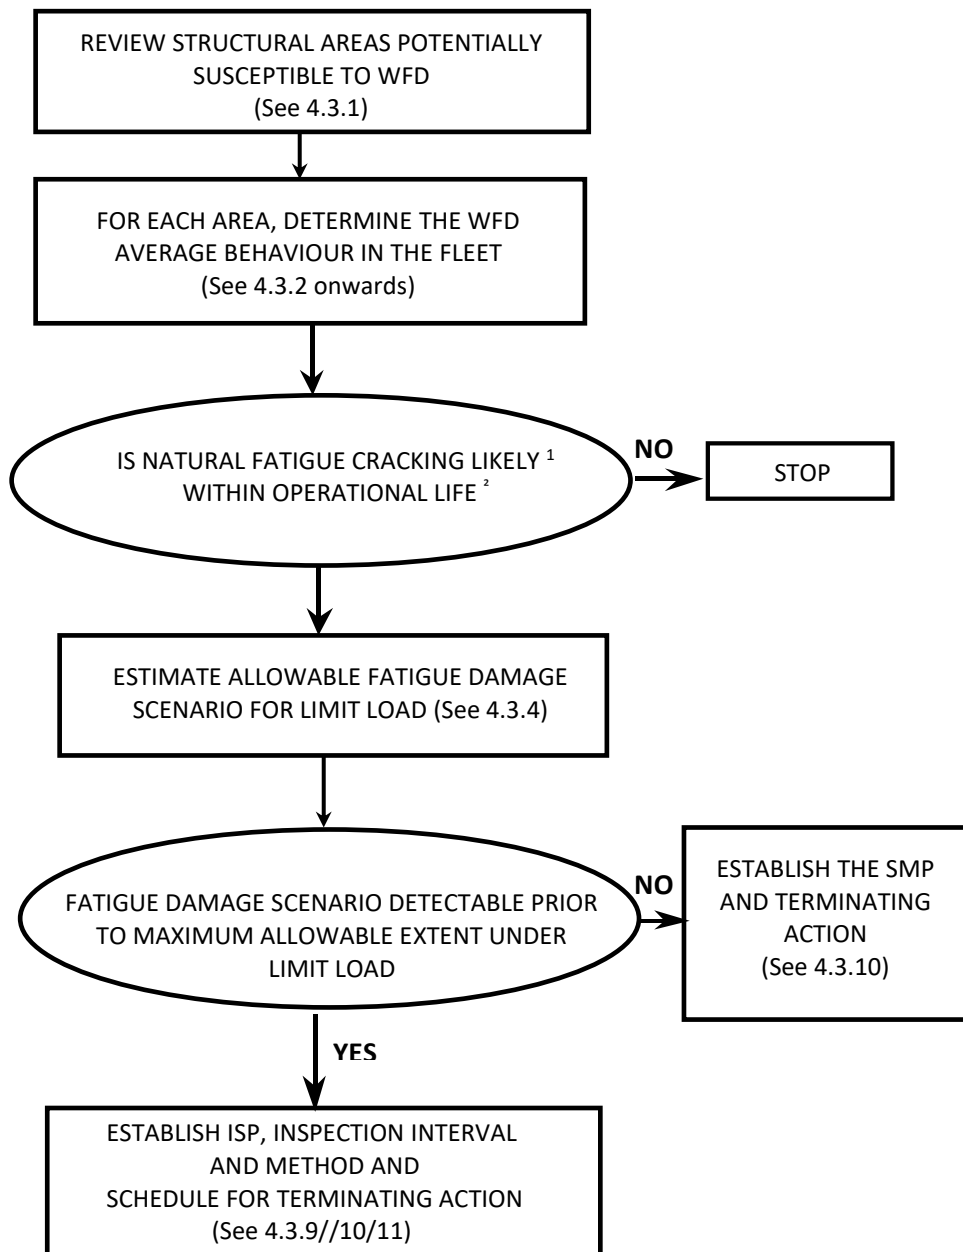 REVIEW STRUCTURAL AREAS POTENTIALLY
SUSCEPTIBLE TO WFD
(See 4.3.1)
FOR EACH AREA, DETERMINE THE WFD
AVERAGE BEHAVIOUR IN THE FLEET
(See 4.3.2 onwards)
IS NATURAL FATIGUE CRACKING LIKELY ¹
WITHIN OPERATIONAL LIFE ²
NO
STOP
ESTIMATE ALLOWABLE FATIGUE DAMAGE
SCENARIO FOR LIMIT LOAD (See 4.3.4)
FATIGUE DAMAGE SCENARIO DETECTABLE PRIOR
TO MAXIMUM ALLOWABLE EXTENT UNDER
LIMIT LOAD
NO
ESTABLISH THE SMP
AND TERMINATING
ACTION
(See 4.3.10)
YES
ESTABLISH ISP, INSPECTION INTERVAL
AND METHOD AND
SCHEDULE FOR TERMINATING ACTION
(See 4.3.9//10/11)